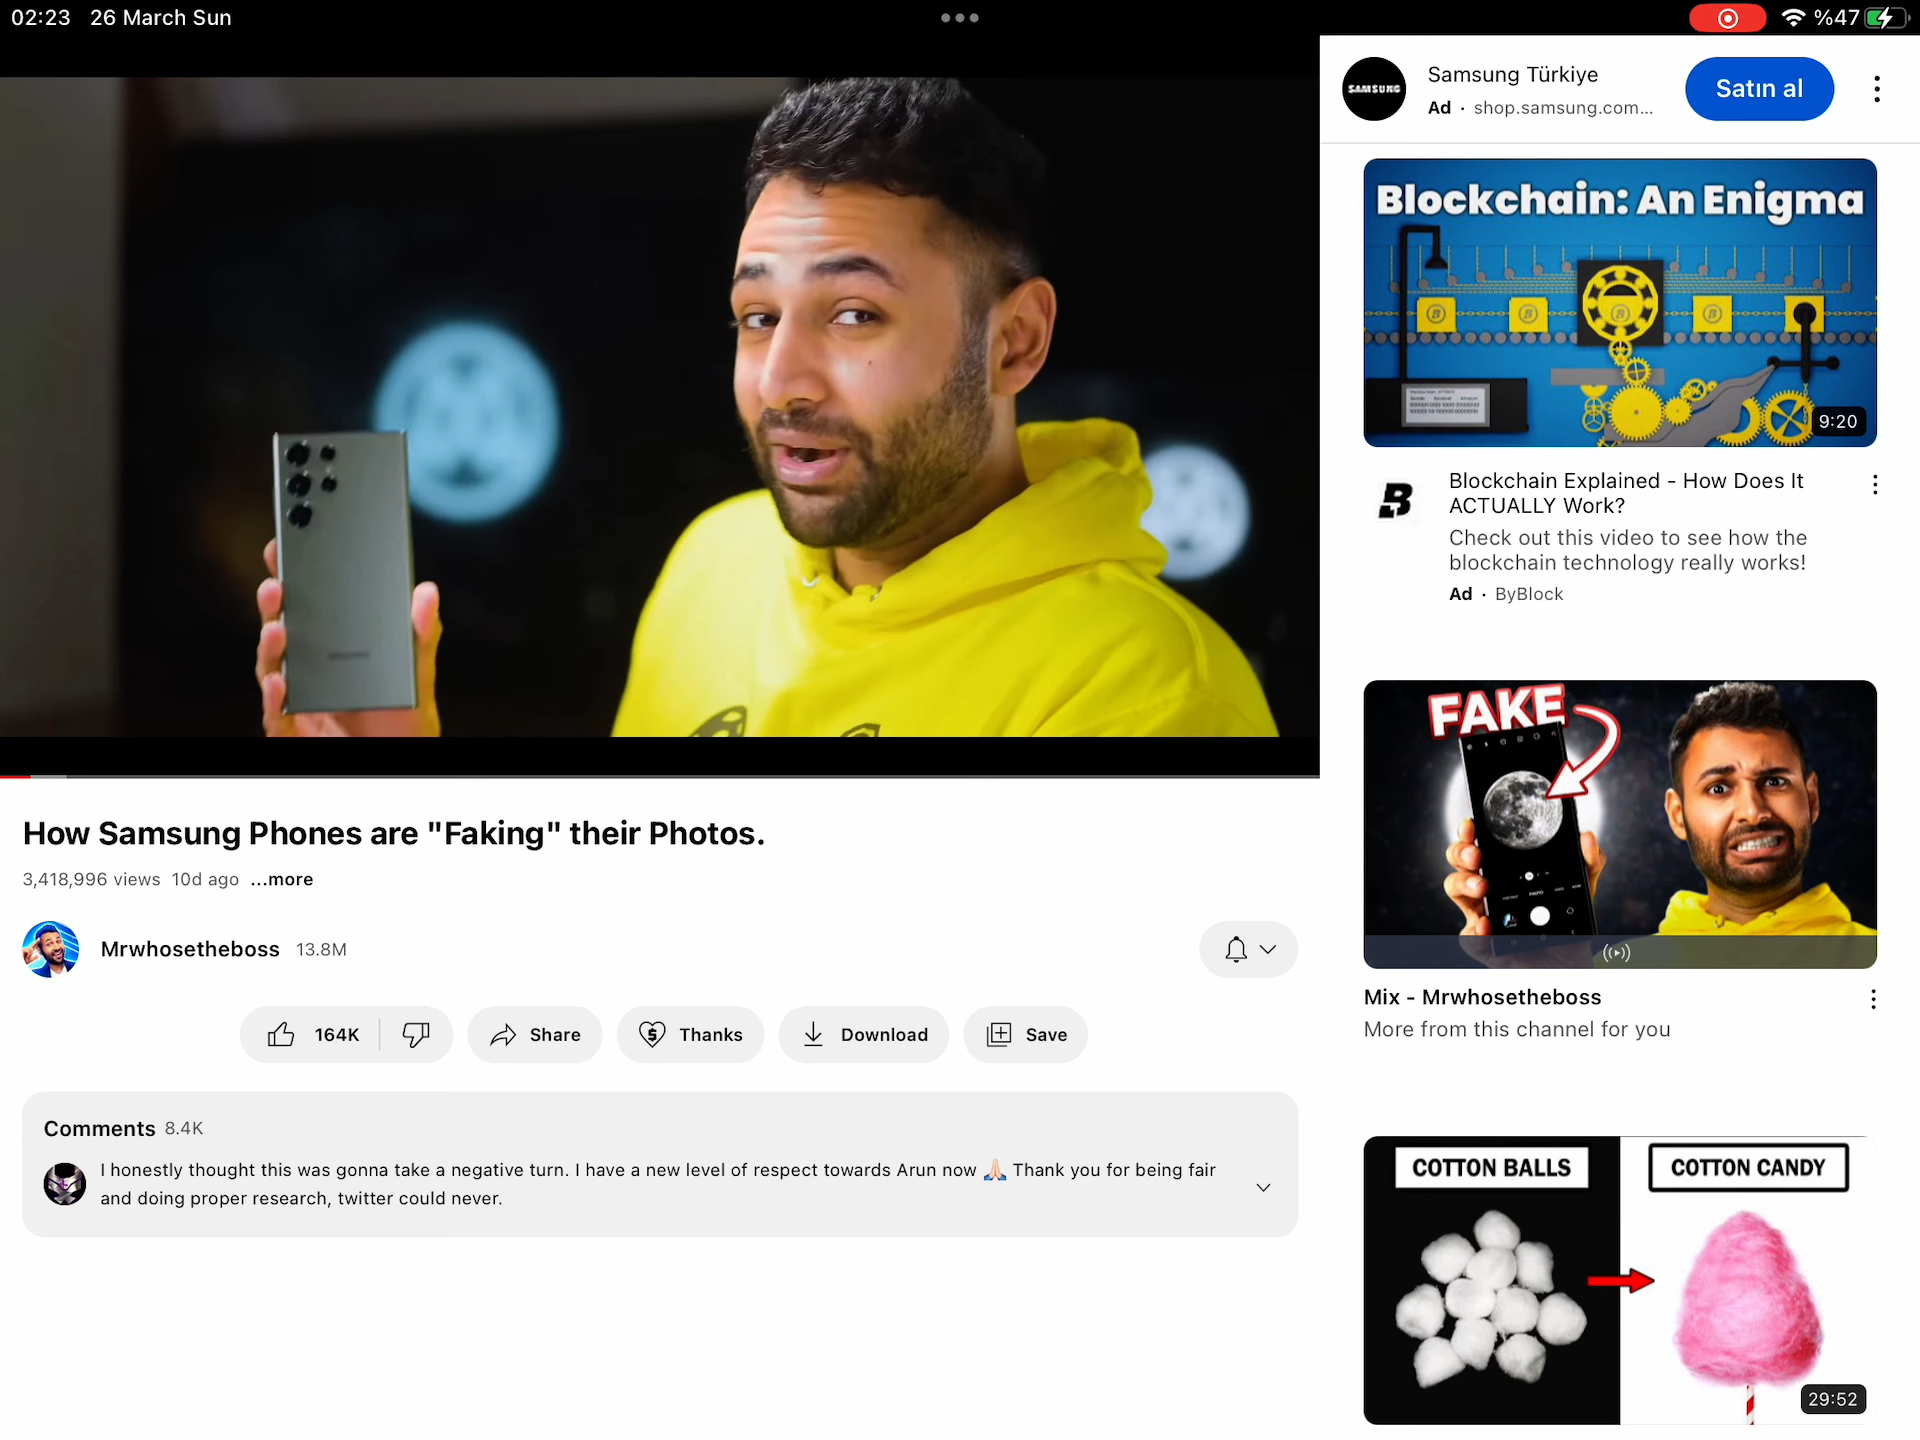 02:23 26 March Sun
%47
SAMSUNG
Samsung Türkiye
Ad · shop.samsung.com...
Satın al
Blockchain: An Enigma
9:20
Blockchain Explained - How Does It
ACTUALLY Work?
Check out this video to see how the
blockchain technology really works!
Ad · ByBlock
FAKE
Mix - Mrwhosetheboss
More from this channel for you
COTTON BALLS
COTTON CANDY
29:52
How Samsung Phones are "Faking" their Photos.
3,418,996 views 10d ago ...more
Mrwhosetheboss 13.8M
164K
Share
Thanks
Download
Save
Comments 8.4K
I honestly thought this was gonna take a negative turn. I have a new level of respect towards Arun now 🙏🏻 Thank you for being fair
and doing proper research, twitter could never.